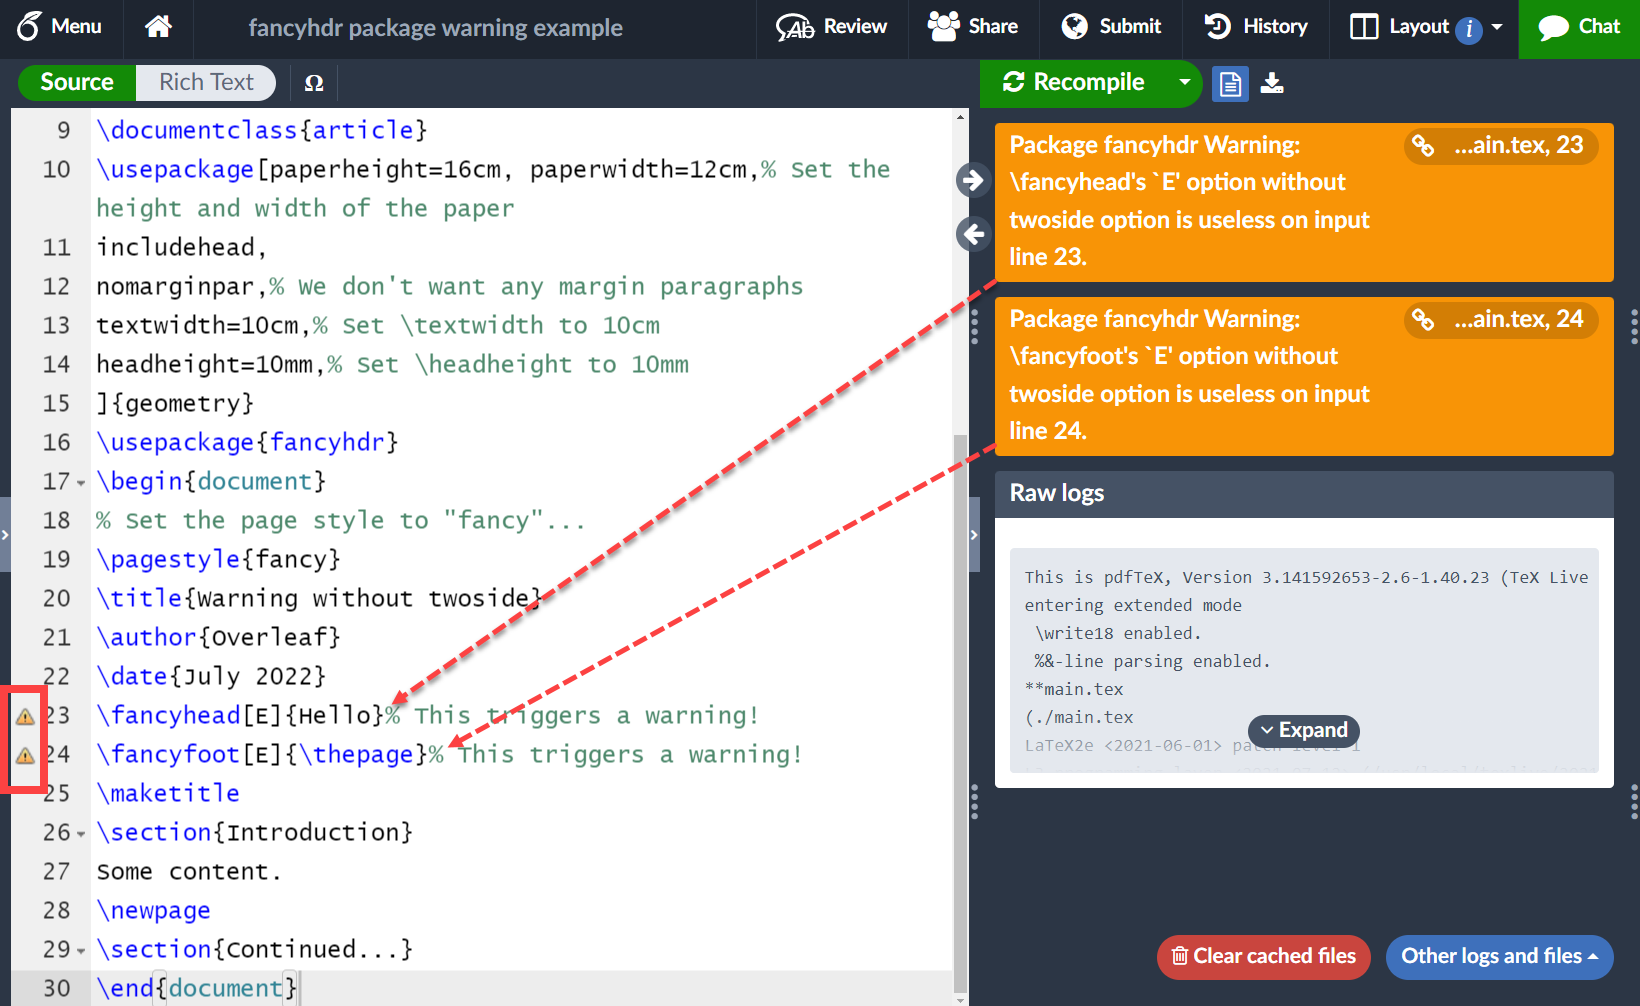 Menu
fancyhdr package warning example
Review
Share
Submit
History
Layout i
Chat
Source
Rich Text
Ω
Recompile
9 \documentclass{article}
10 \usepackage[paperheight=16cm, paperwidth=12cm,% Set the
height and width of the paper
11 includehead,
12 nomarginpar,% We don't want any margin paragraphs
13 textwidth=10cm,% Set \textwidth to 10cm
14 headheight=10mm,% Set \headheight to 10mm
15 ]{geometry}
16 \usepackage{fancyhdr}
17 \begin{document}
18 % Set the page style to "fancy"...
19 \pagestyle{fancy}
20 \title{Warning without twoside}
21 \author{Overleaf}
22 \date{July 2022}
23 \fancyhead[E]{Hello}% This triggers a warning!
24 \fancyfoot[E]{\thepage}% This triggers a warning!
25 \maketitle
26 \section{Introduction}
27 Some content.
28 \newpage
29 \section{Continued...}
30 \end{document}
Package fancyhdr Warning:
...ain.tex, 23
\fancyhead's `E' option without
twoside option is useless on input
line 23.
Package fancyhdr Warning:
...ain.tex, 24
\fancyfoot's `E' option without
twoside option is useless on input
line 24.
Raw logs
This is pdfTeX, Version 3.141592653-2.6-1.40.23 (TeX Live
entering extended mode
\write18 enabled.
%&-line parsing enabled.
**main.tex
(./main.tex
Expand
LaTeX2e <2021-06-01> patch level 1
Clear cached files
Other logs and files